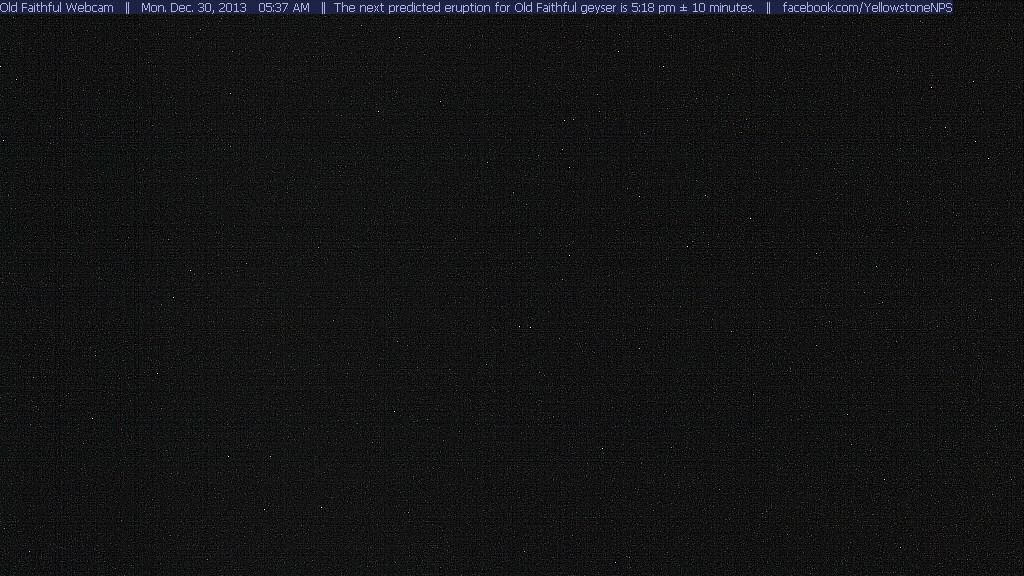 Old Faithful Webcam || Mon. Dec. 30, 2013 05:37 AM || The next predicted eruption for Old Faithful geyser is 5:18 pm ± 10 minutes. || facebook.com/YellowstoneNPS